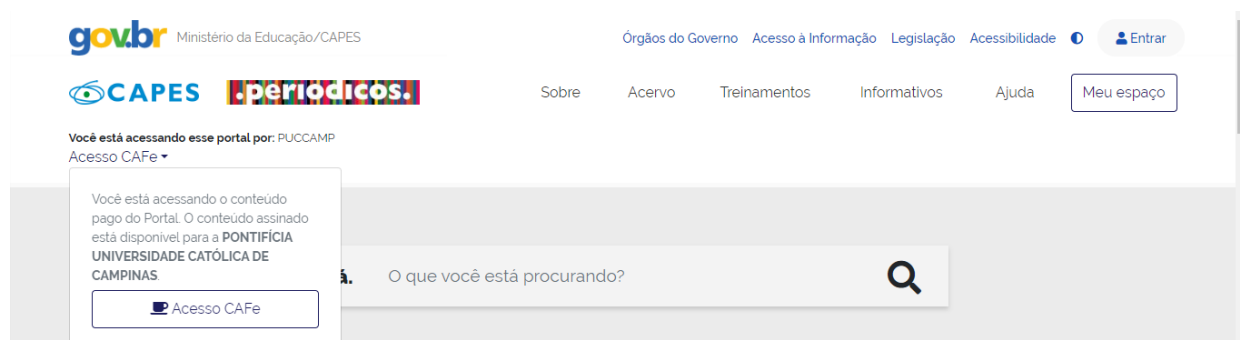 gov.br Ministério da Educação/CAPES Órgãos do Governo Acesso à Informação Legislação Acessibilidade Entrar
CAPES .periódicos. Sobre Acervo Treinamentos Informativos Ajuda Meu espaço
Você está acessando esse portal por: PUCCAMP
Acesso CAFe
Você está acessando o conteúdo
pago do Portal. O conteúdo assinado
está disponível para a PONTIFÍCIA
UNIVERSIDADE CATÓLICA DE
CAMPINAS.
á. O que você está procurando?
Acesso CAFe